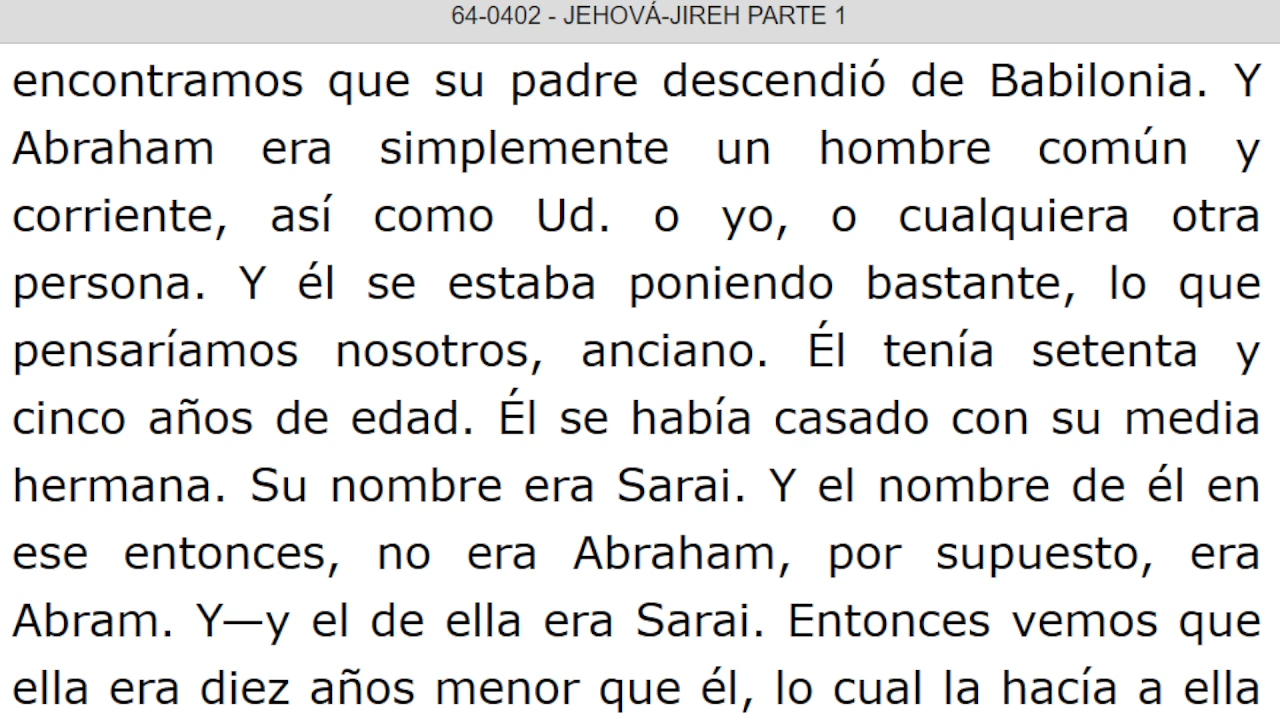 64-0402 - JEHOVÁ-JIREH PARTE 1
encontramos que su padre descendió de Babilonia. Y
Abraham era simplemente un hombre común y
corriente, así como Ud. o yo, o cualquiera otra
persona. Y él se estaba poniendo bastante, lo que
pensaríamos nosotros, anciano. Él tenía setenta y
cinco años de edad. Él se había casado con su media
hermana. Su nombre era Sarai. Y el nombre de él en
ese entonces, no era Abraham, por supuesto, era
Abram. Y—y el de ella era Sarai. Entonces vemos que
ella era diez años menor que él, lo cual la hacía a ella